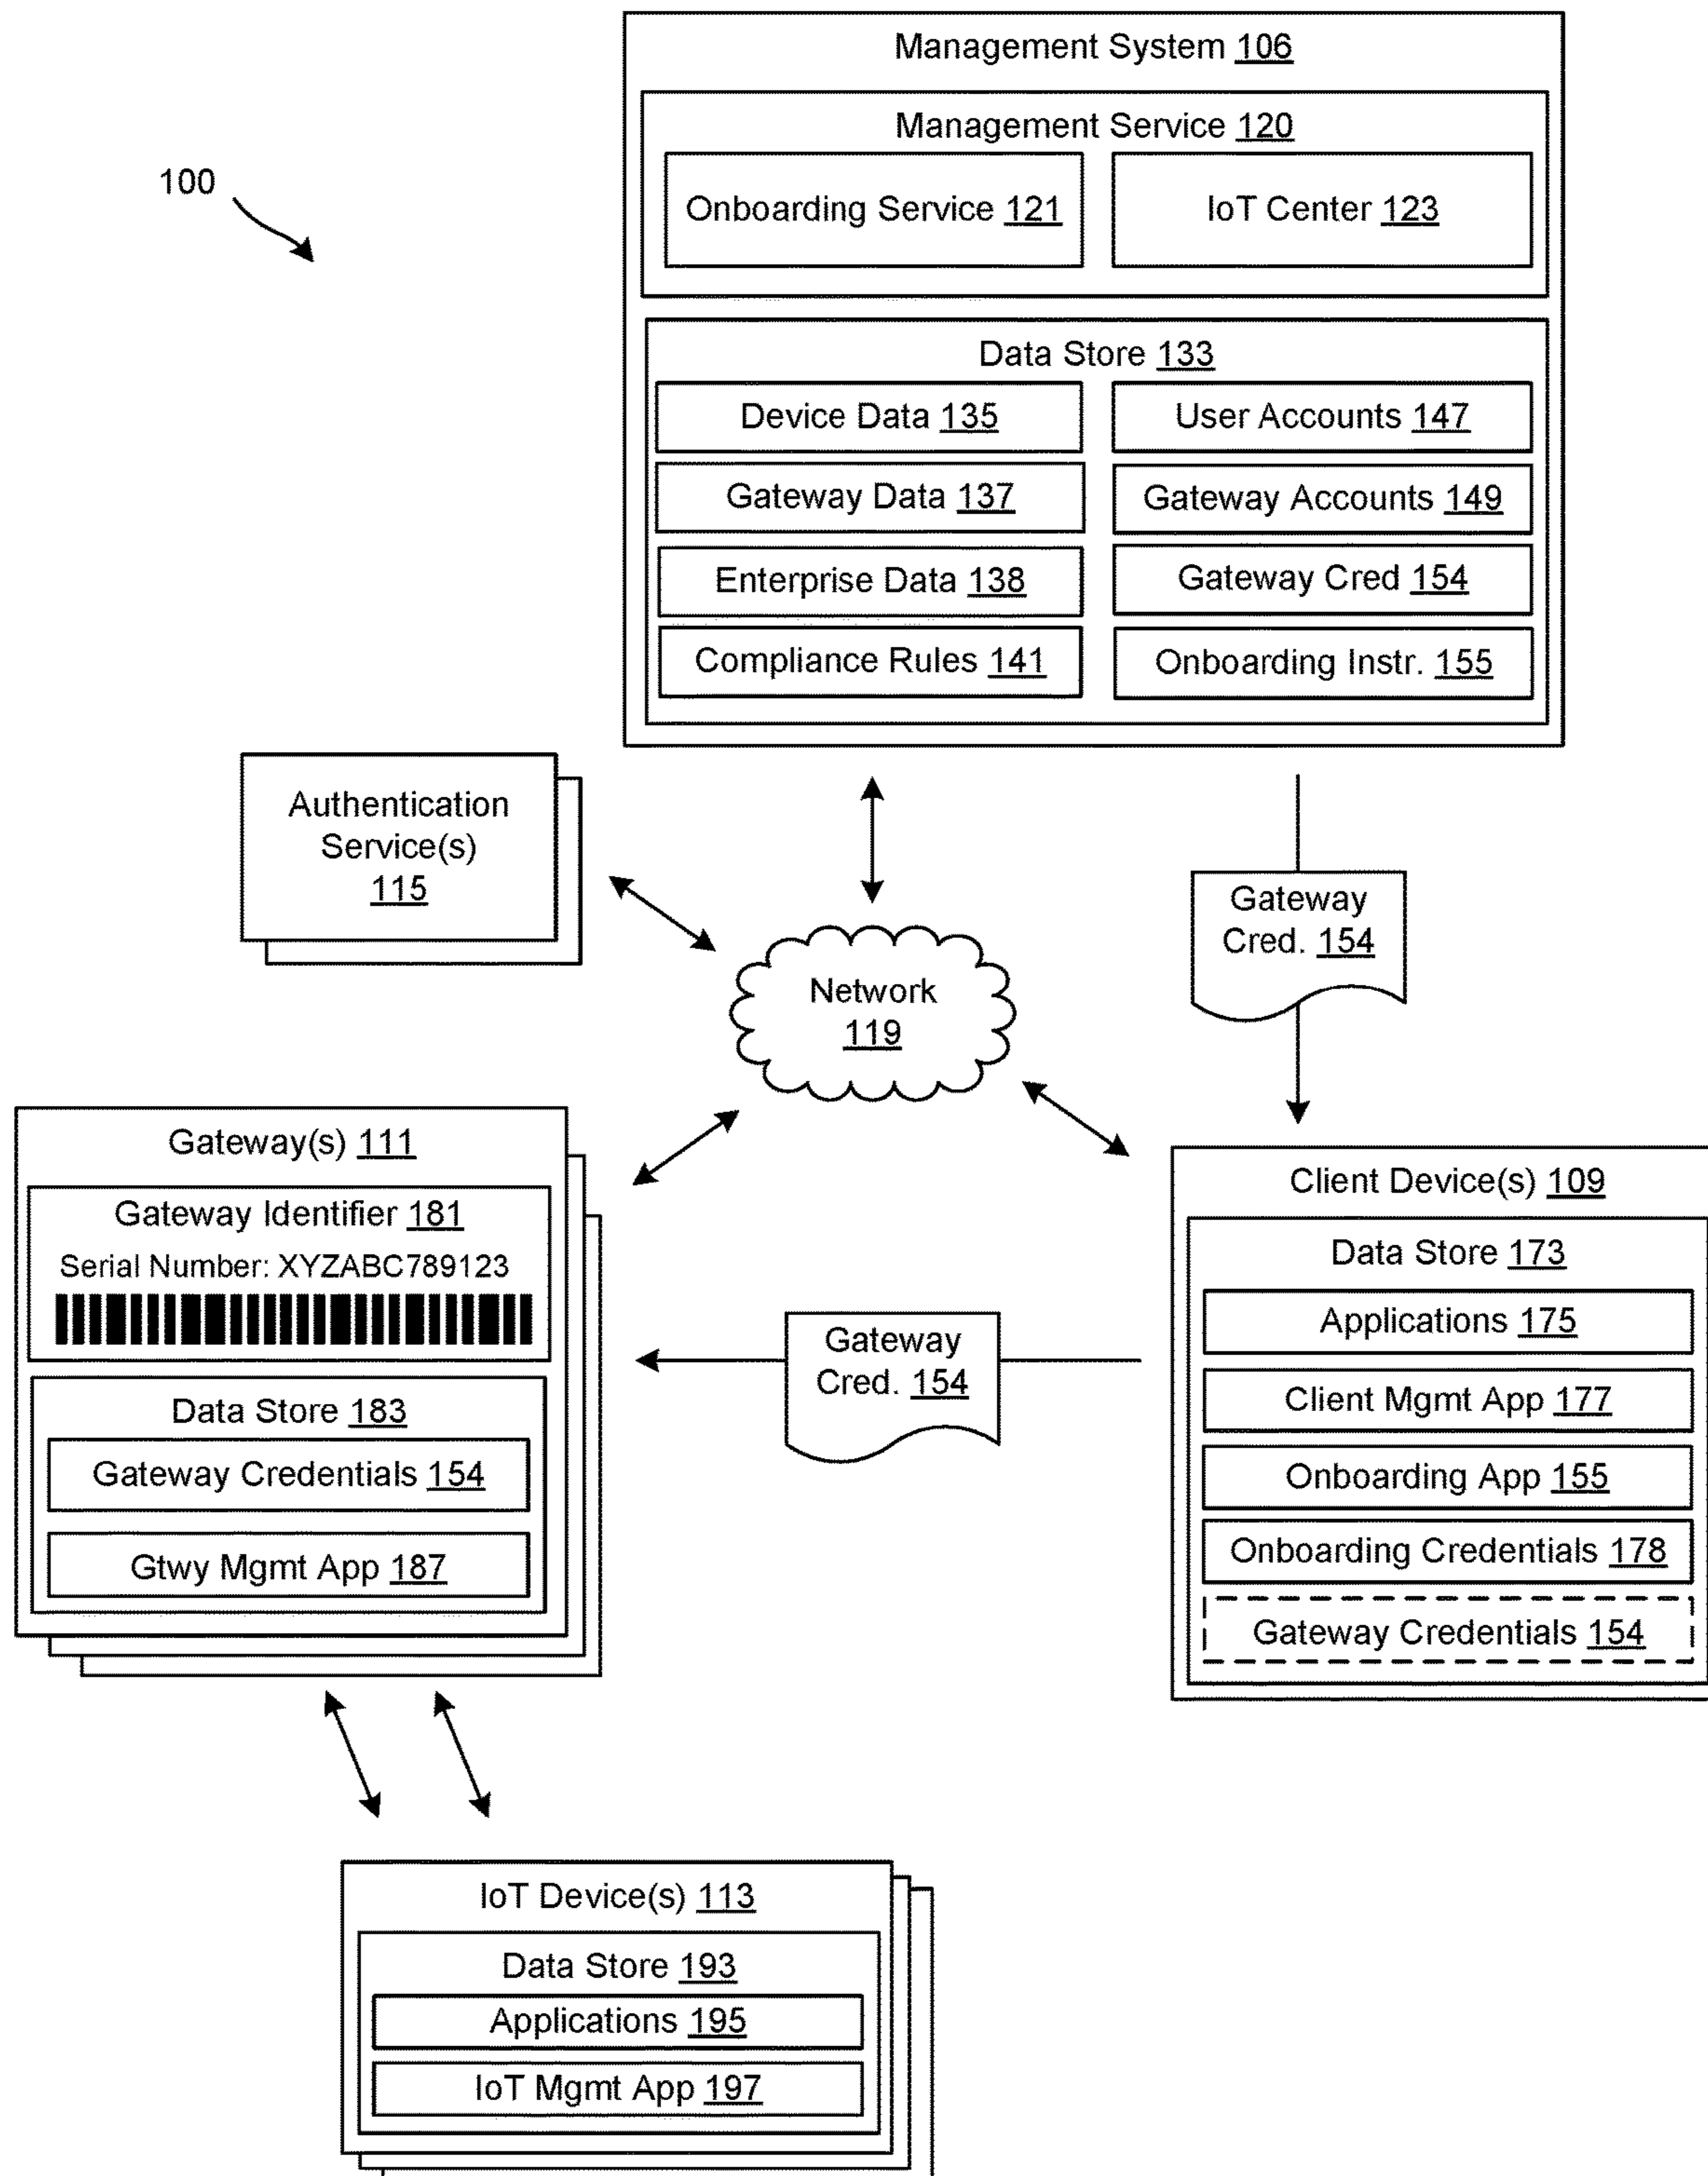 Management System 106
Management Service 120
100
Onboarding Service 121
IoT Center 123
Data Store 133
Device Data 135
User Accounts 147
Gateway Data 137
Gateway Accounts 149
Enterprise Data 138
Gateway Cred 154
Compliance Rules 141
Onboarding Instr. 155
Authentication
Service(s)
115
Gateway
Cred. 154
Network
119
Gateway(s) 111
Gateway Identifier 181
Serial Number: XYZABC789123
Data Store 183
Gateway Credentials 154
Gtwy Mgmt App 187
Gateway
Cred. 154
Client Device(s) 109
Data Store 173
Applications 175
Client Mgmt App 177
Onboarding App 155
Onboarding Credentials 178
Gateway Credentials 154
IoT Device(s) 113
Data Store 193
Applications 195
IoT Mgmt App 197